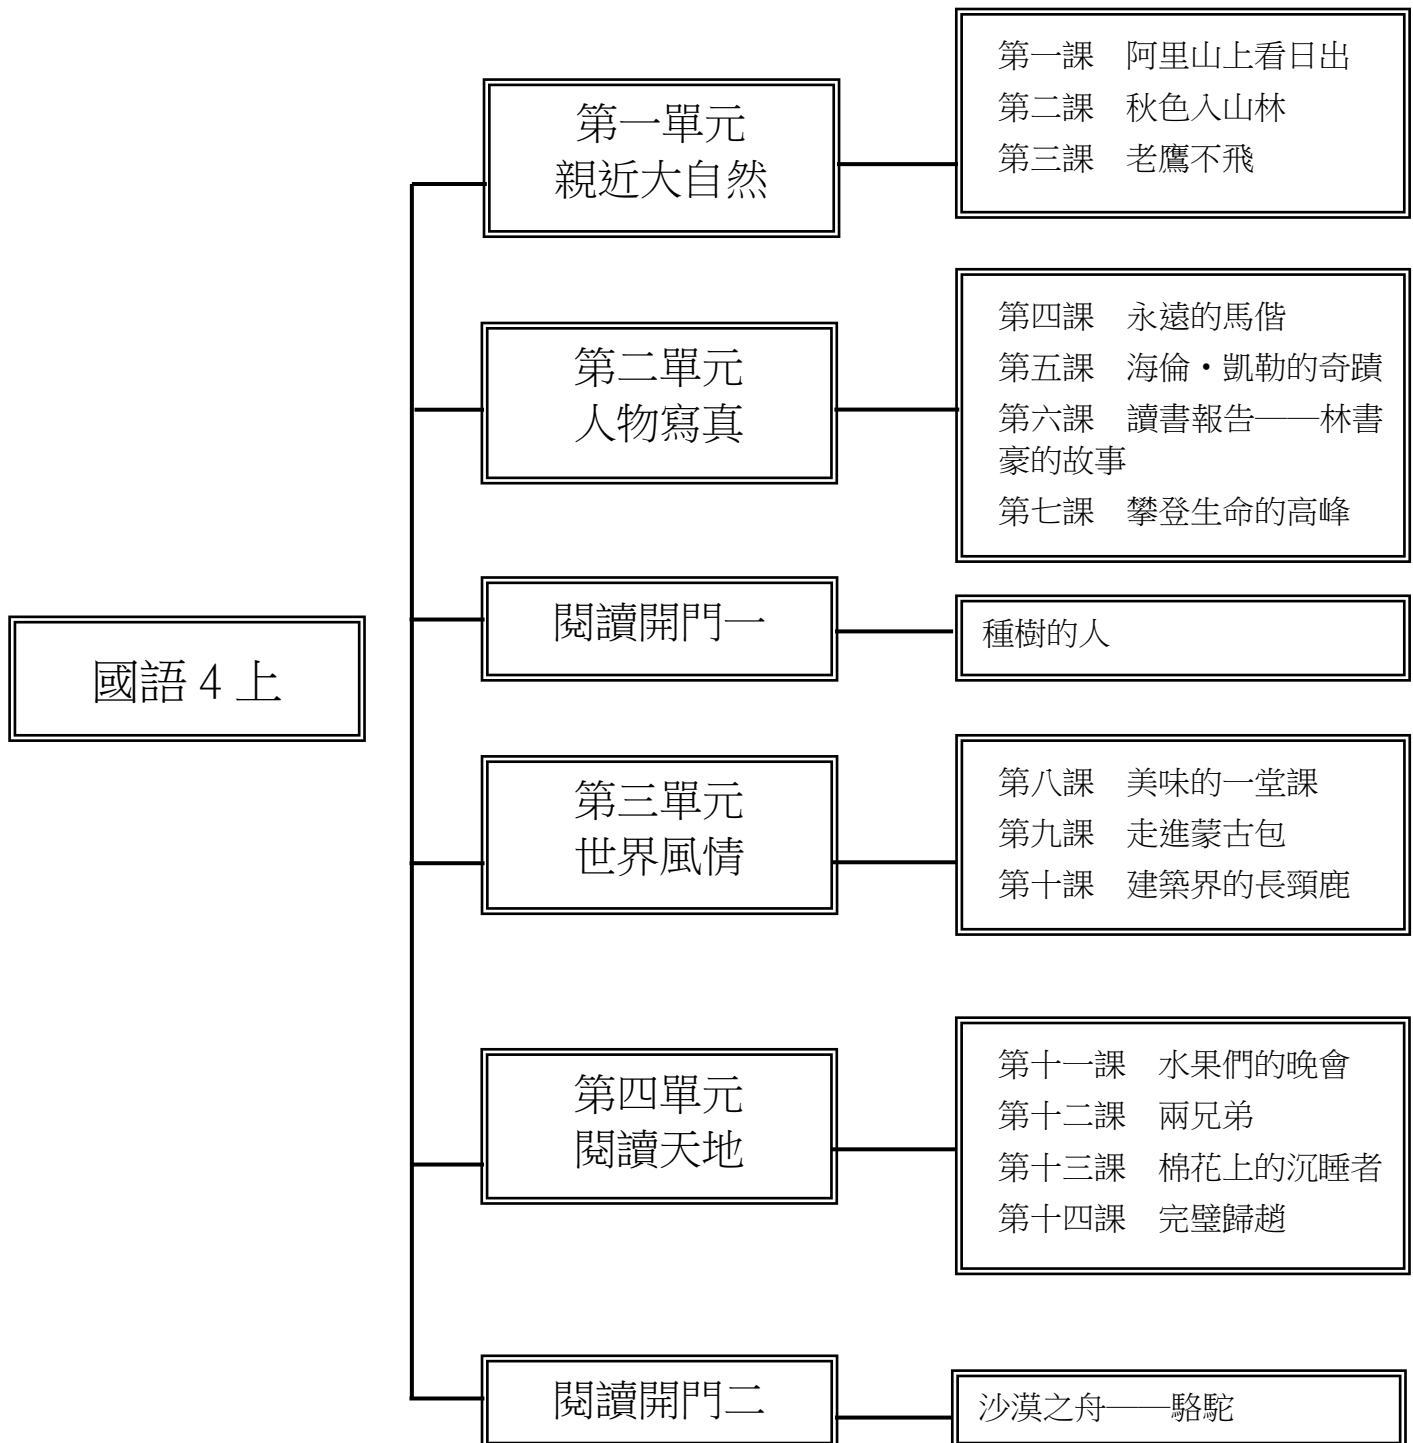 國語 4 上
第一單元
親近大自然
第一課　阿里山上看日出
第二課　秋色入山林
第三課　老鷹不飛
第二單元
人物寫真
第四課　永遠的馬偕
第五課　海倫・凱勒的奇蹟
第六課　讀書報告——林書
豪的故事
第七課　攀登生命的高峰
閱讀開門一
種樹的人
第三單元
世界風情
第八課　美味的一堂課
第九課　走進蒙古包
第十課　建築界的長頸鹿
第四單元
閱讀天地
第十一課　水果們的晚會
第十二課　兩兄弟
第十三課　棉花上的沉睡者
第十四課　完璧歸趙
閱讀開門二
沙漠之舟——駱駝